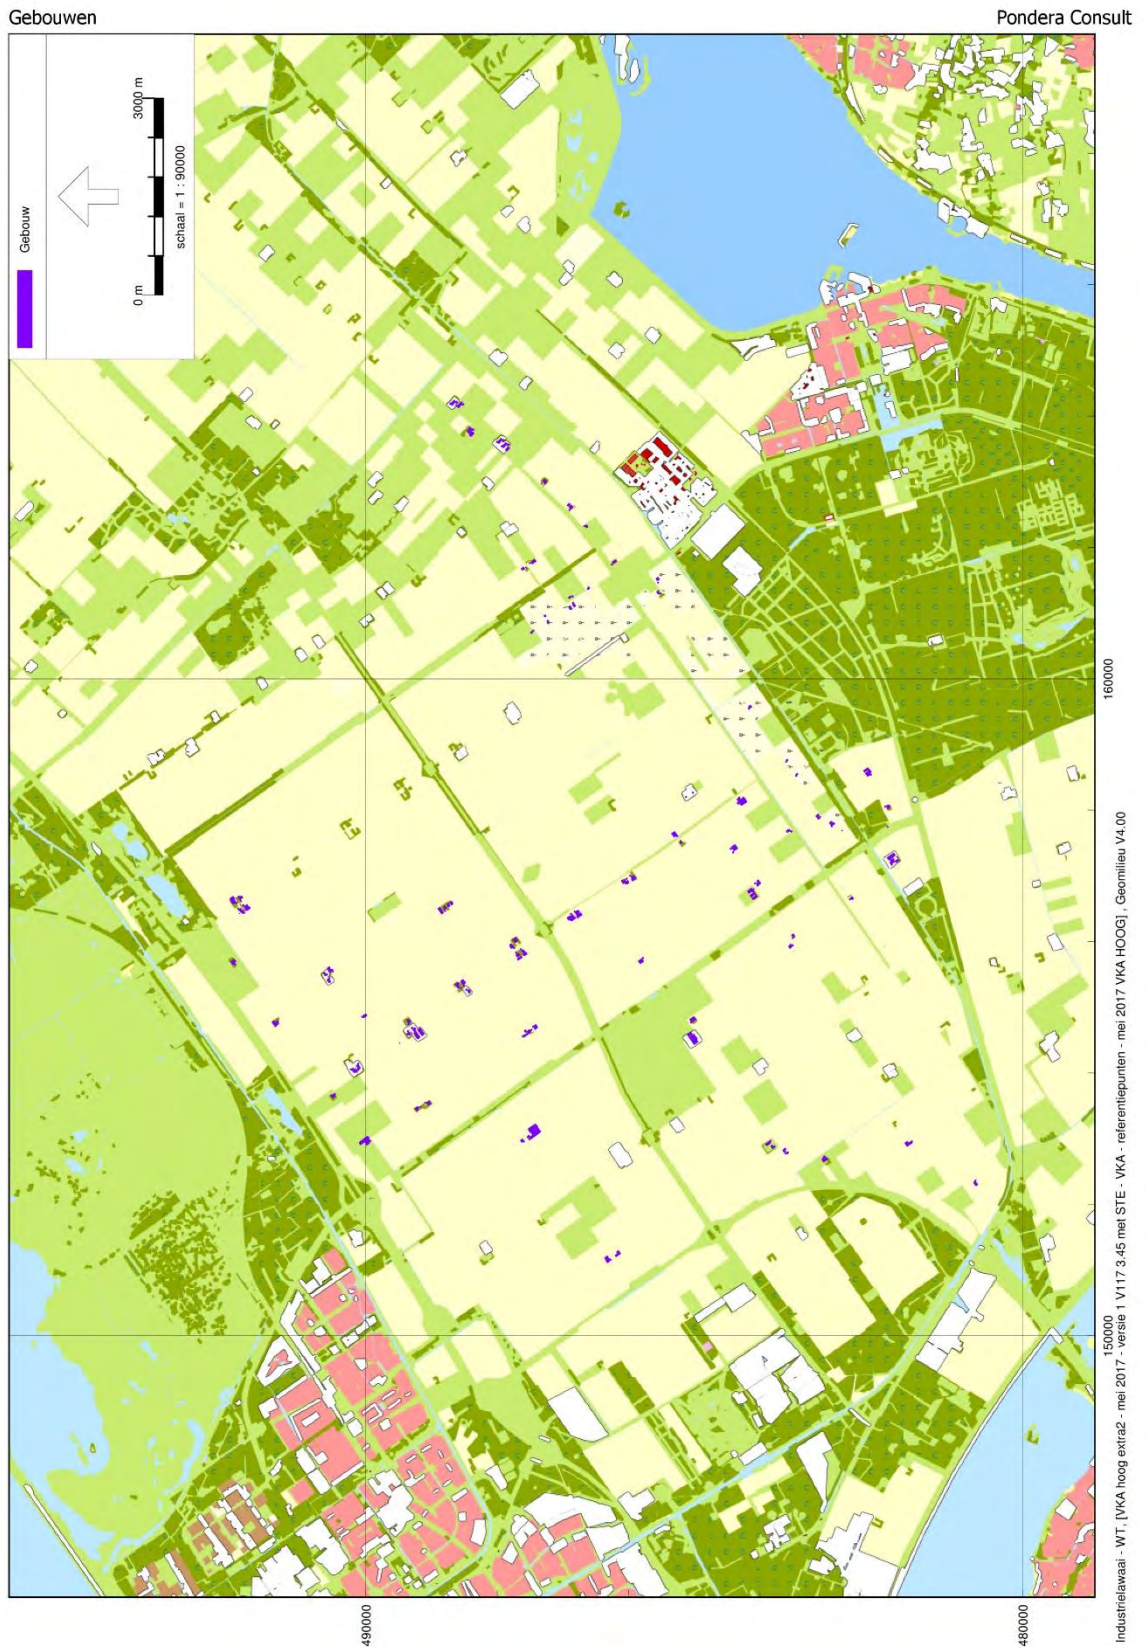 Gebouwen
Pondera Consult
Gebouw
0 m
3000 m
schaal = 1 : 90000
160000
150000
490000
480000
Industrielawaai - WT, [VKA hoog extra2 - mei 2017 - versie 1 V117 3.45 met STE - VKA - referentiepunten - mei 2017 VKA HOOG] , Geomilieu V4.00